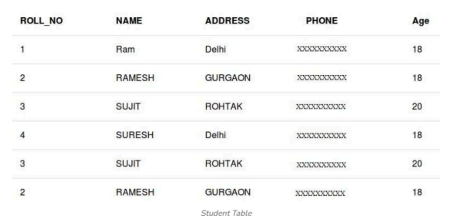 ROLL_NO NAME ADDRESS PHONE Age
1 Ram Delhi XXXXXXXXXX 18
2 RAMESH GURGAON XXXXXXXXXX 18
3 SUJIT ROHTAK XXXXXXXXXX 20
4 SURESH Delhi XXXXXXXXXX 18
3 SUJIT ROHTAK XXXXXXXXXX 20
2 RAMESH GURGAON XXXXXXXXXX 18
Student Table